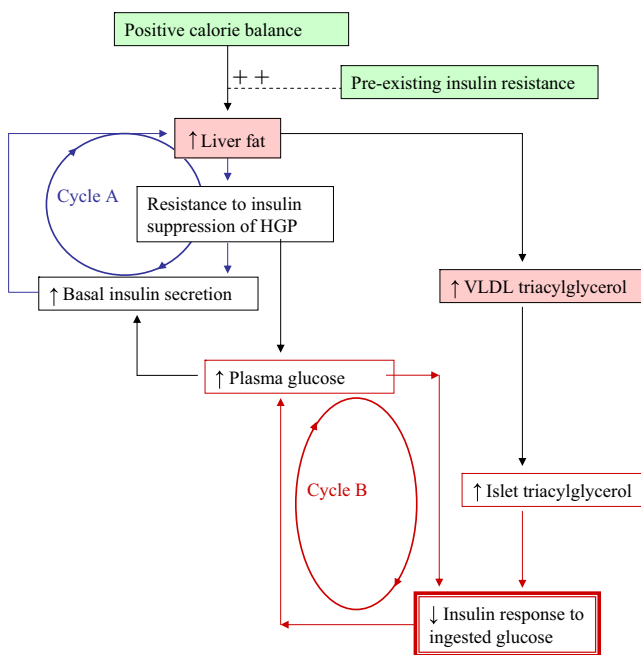 Positive calorie balance
+ +
Pre-existing insulin resistance
↑ Liver fat
Cycle A
Resistance to insulin
suppression of HGP
↑ Basal insulin secretion
↑ VLDL triacylglycerol
↑ Plasma glucose
Cycle B
↑ Islet triacylglycerol
↓ Insulin response to
ingested glucose